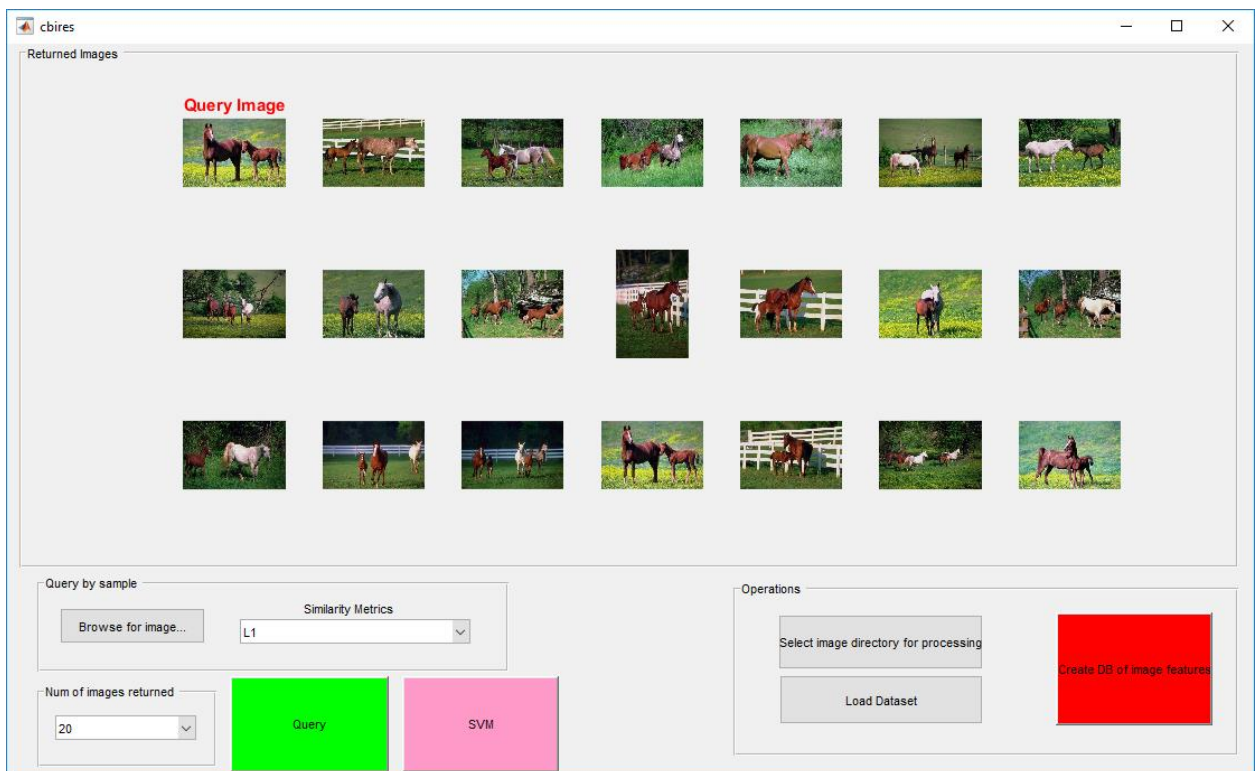 cbires
Returned Images
Query Image
Query by sample
Browse for image...
Similarity Metrics
L1
Num of images returned
20
Query
SVM
Operations
Select image directory for processing
Load Dataset
Create DB of image features